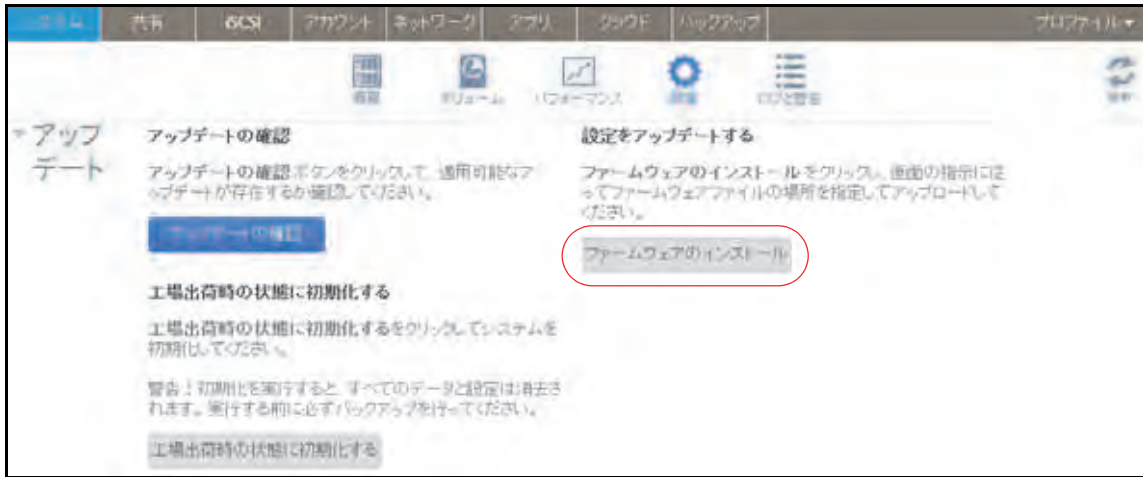 システム 共有 iSCSI アカウント ネットワーク アプリ クラウド バックアップ プロファイル▼
概要 ボリューム パフォーマンス 設定 ログと警告 更新
アップ
デート
アップデートの確認
アップデートの確認ボタンをクリックして、適用可能なア
ップデートが存在するか確認してください。
アップデートの確認
工場出荷時の状態に初期化する
工場出荷時の状態に初期化するをクリックしてシステムを
初期化してください。
警告！初期化を実行すると、すべてのデータと設定は消去さ
れます。実行する前に必ずバックアップを行ってください。
工場出荷時の状態に初期化する
設定をアップデートする
ファームウェアのインストールをクリックし、画面の指示に従
ってファームウェアファイルの場所を指定してアップロードして
ください。
ファームウェアのインストール